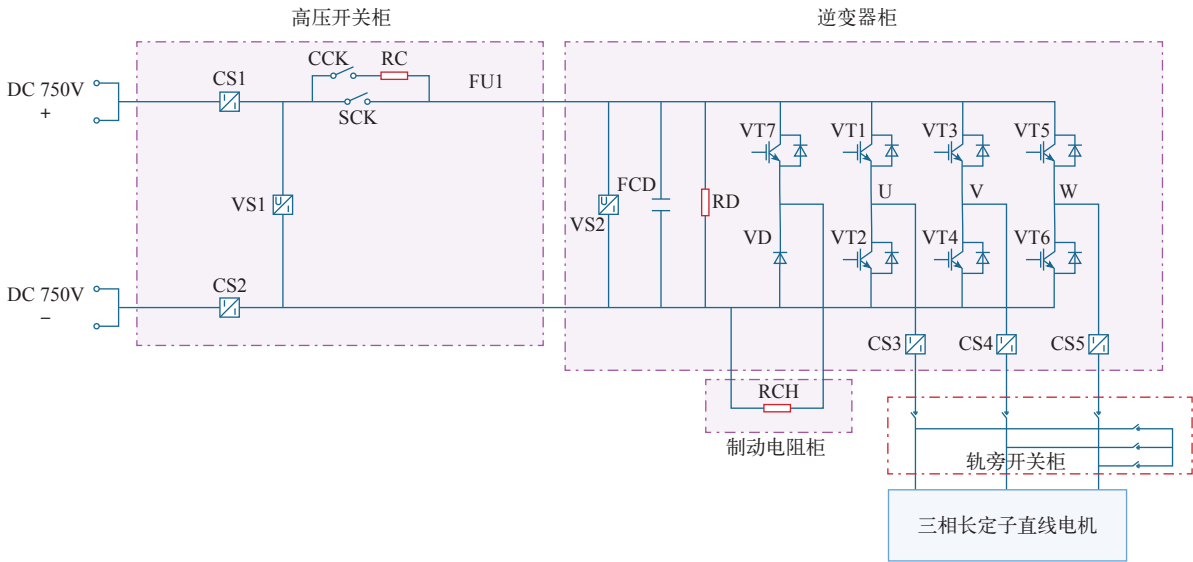 高压开关柜
逆变器柜
CCK
RC
FU1
DC 750V
+
CS1
SCK
VT7
VT1
VT3
VT5
VS1
VS2
FCD
RD
U
V
W
VD
VT2
VT4
VT6
DC 750V
−
CS2
CS3
CS4
CS5
RCH
制动电阻柜
轨旁开关柜
三相长定子直线电机
U
I
U
I
I
I
I
I
I
I
I
I
I
I